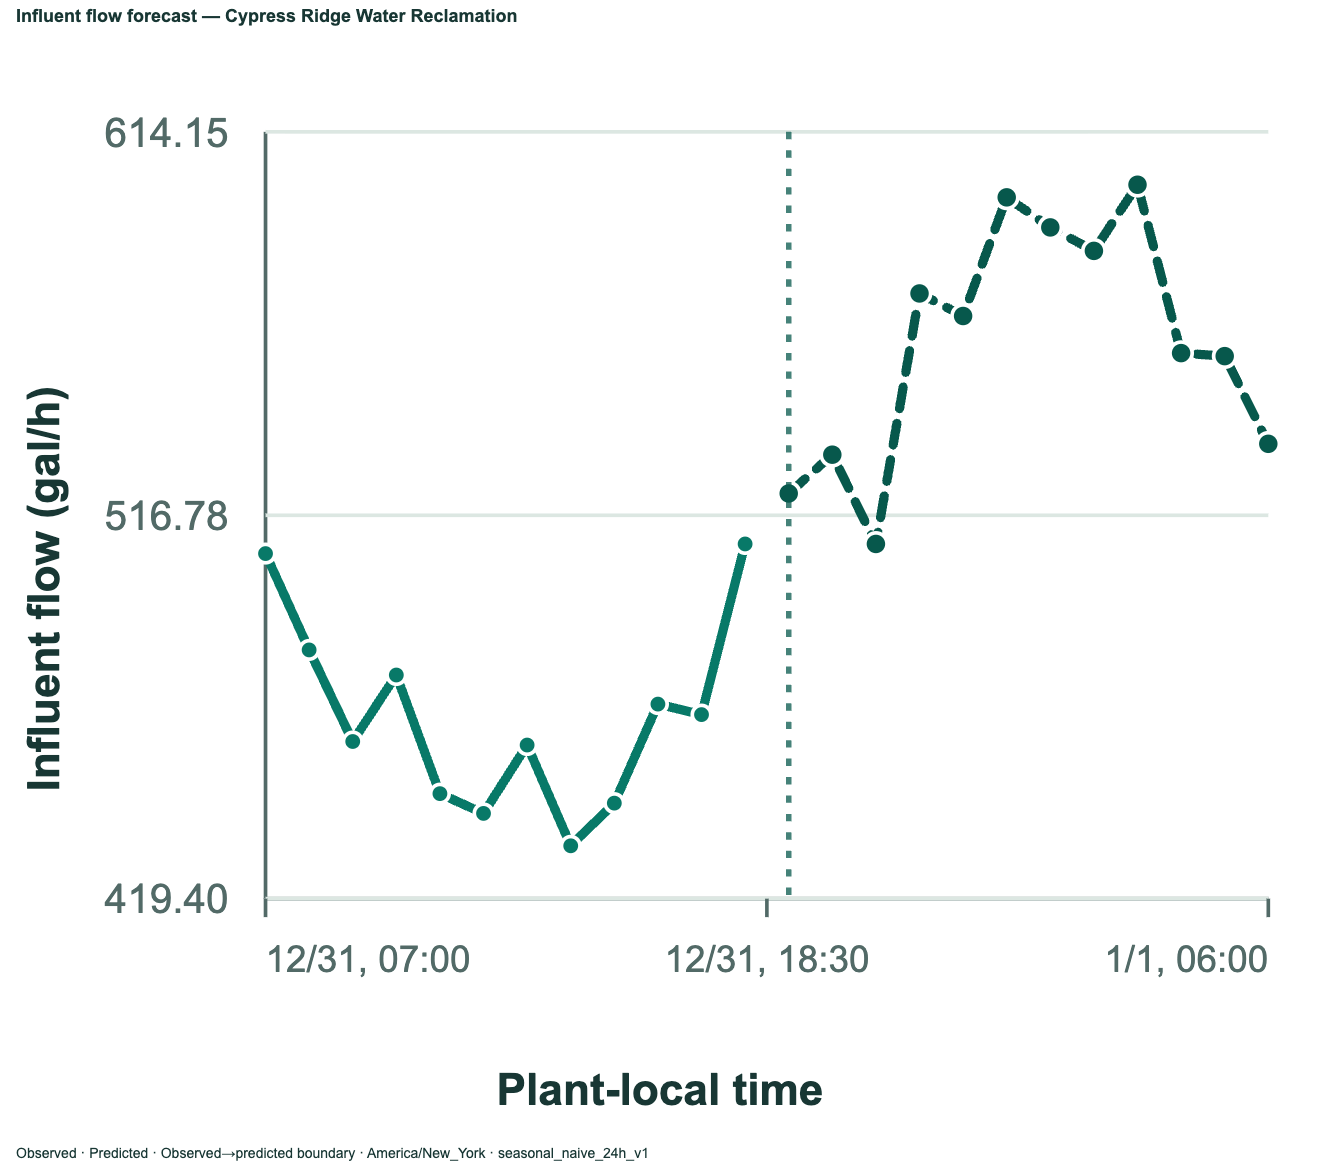 Influent flow forecast — Cypress Ridge Water Reclamation
614.15
516.78
419.40
Influent flow (gal/h)
12/31, 07:00
12/31, 18:30
1/1, 06:00
Plant-local time
Observed · Predicted · Observed→predicted boundary · America/New_York · seasonal_naive_24h_v1